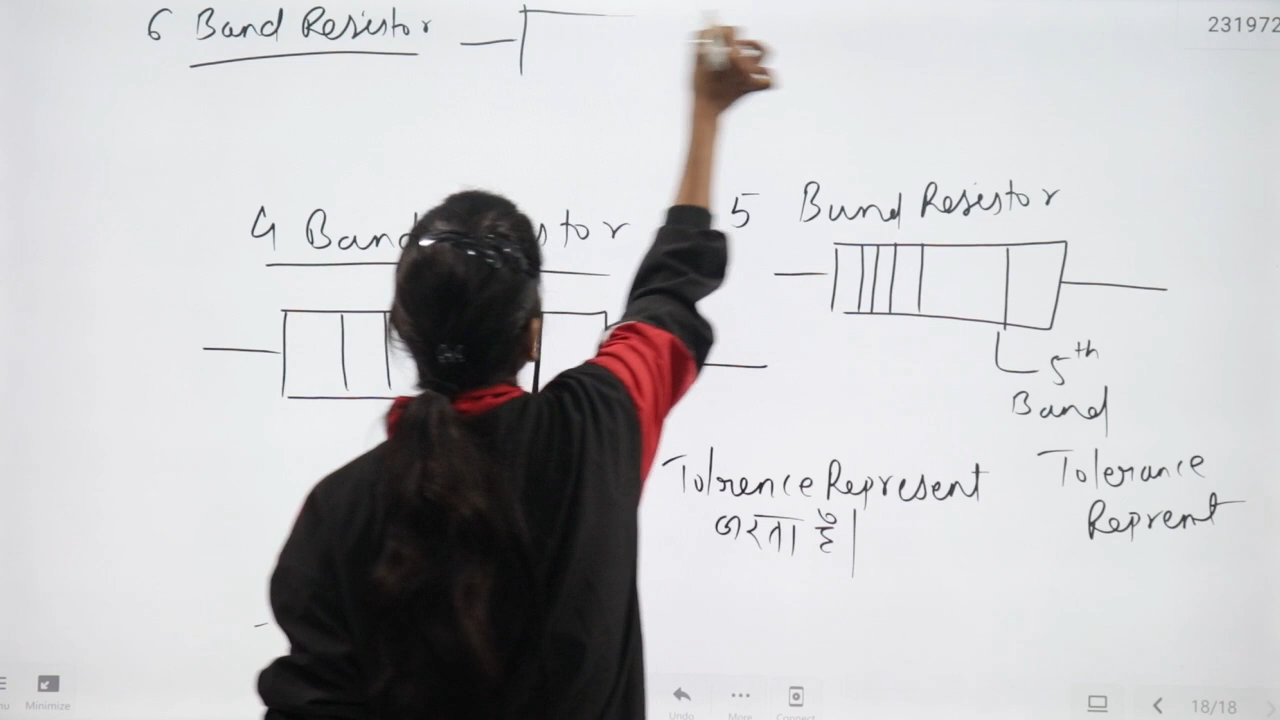 6 Band Resistor
231972
4 Band
5 Band Resistor
5th
Band
Tolrence Represent
करता है।
Tolerance
Reprent
Minimize
Undo
More
Connect
18/18